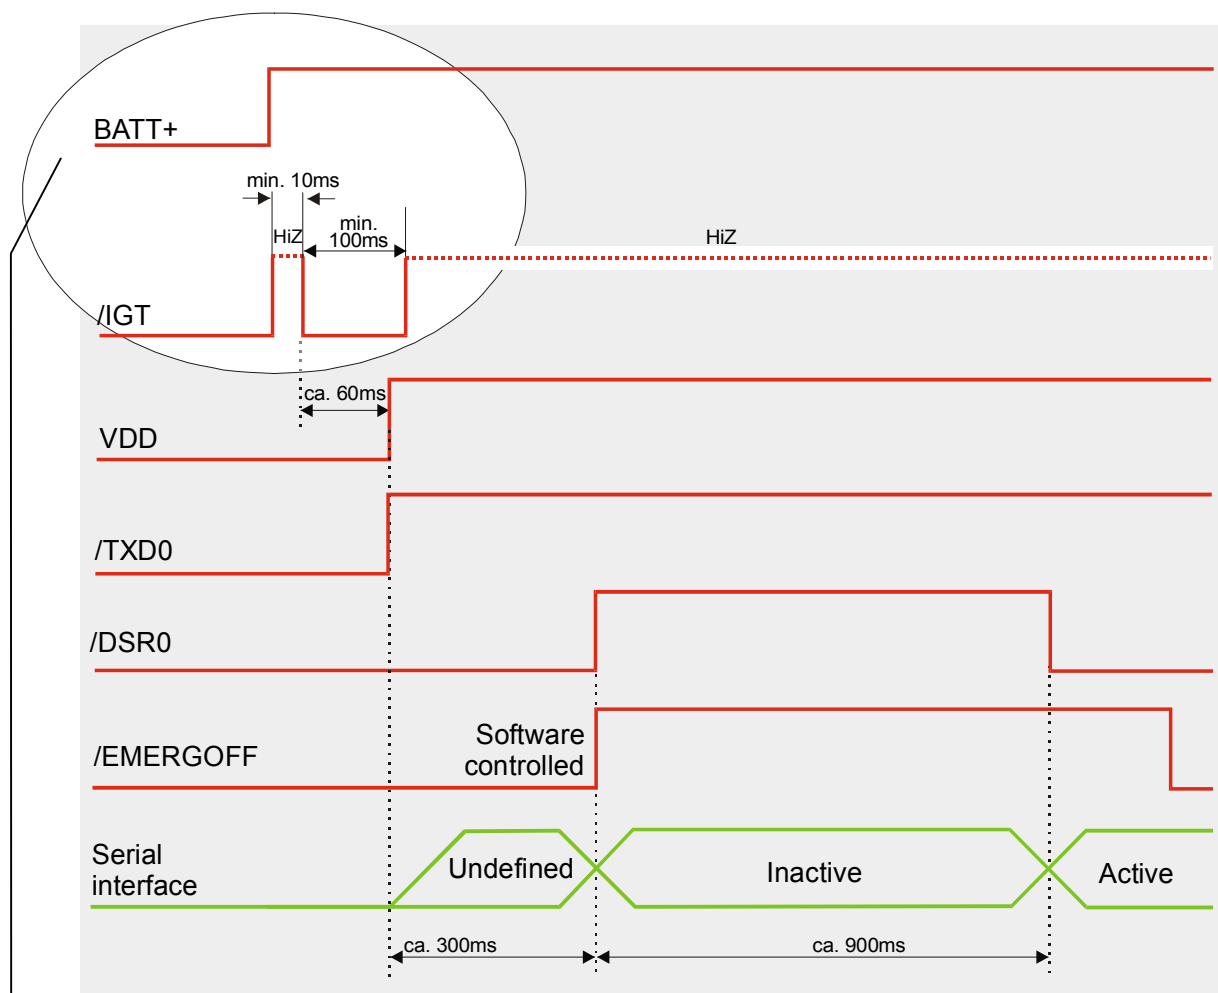 BATT+
min. 10ms
HiZ
min.
100ms
HiZ
/IGT
ca. 60ms
VDD
/TXD0
/DSR0
/EMERGOFF
Software
controlled
Serial
interface
Undefined
Inactive
Active
ca. 300ms
ca. 900ms